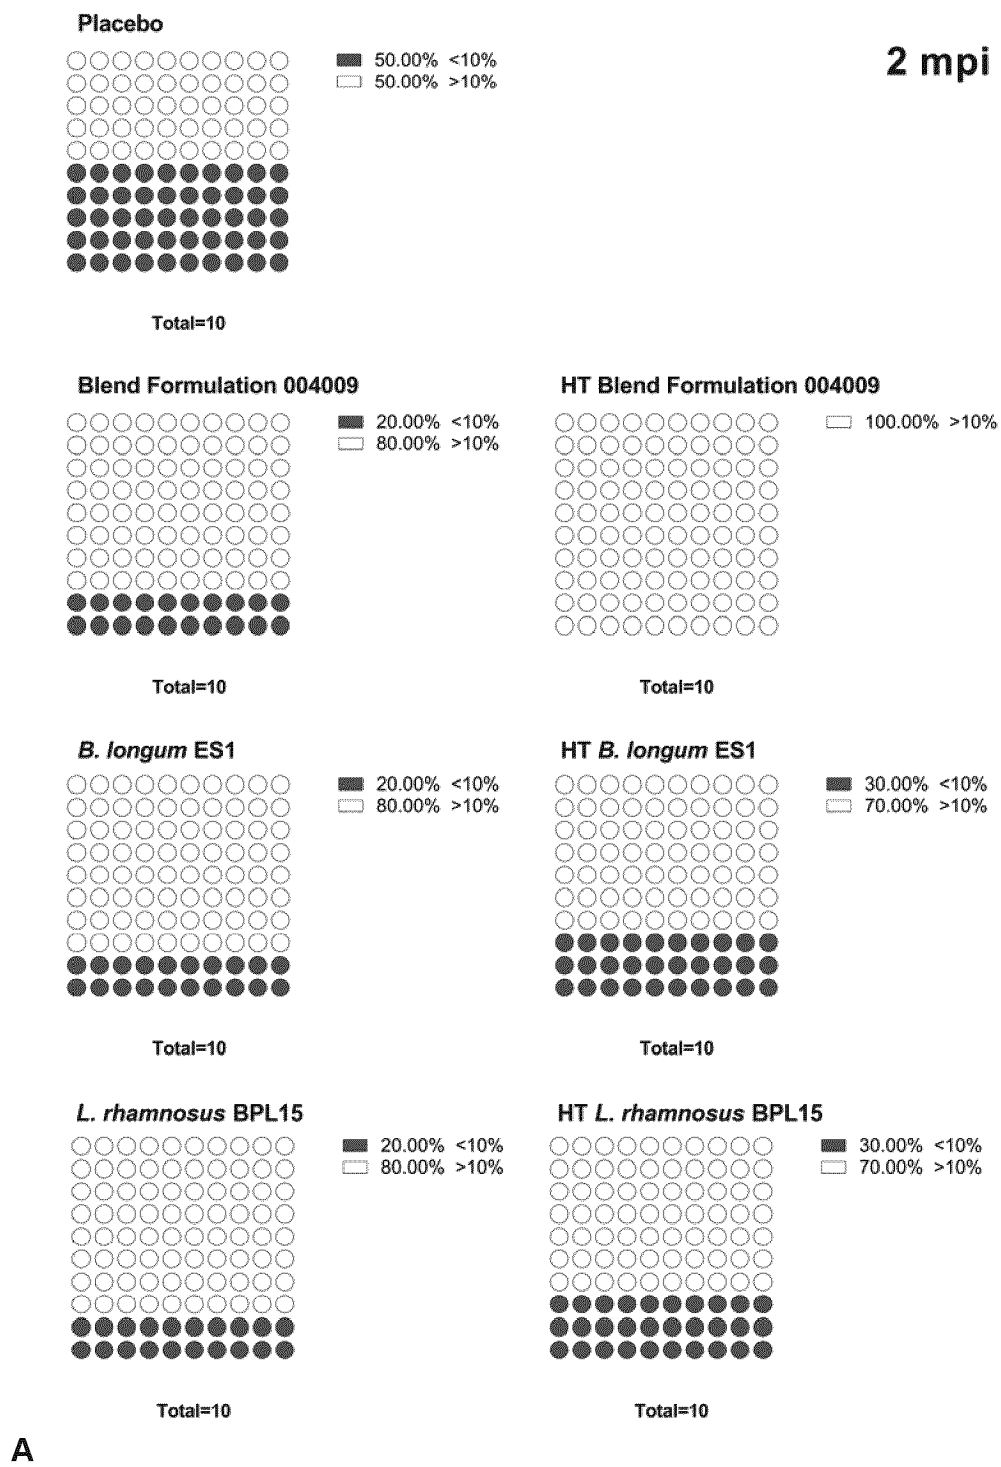 Placebo
50.00% <10%
50.00% >10%
2 mpi
Total=10
Blend Formulation 004009
20.00% <10%
80.00% >10%
Total=10
HT Blend Formulation 004009
100.00% >10%
Total=10
B. longum ES1
20.00% <10%
80.00% >10%
Total=10
HT B. longum ES1
30.00% <10%
70.00% >10%
Total=10
L. rhamnosus BPL15
20.00% <10%
80.00% >10%
Total=10
HT L. rhamnosus BPL15
30.00% <10%
70.00% >10%
Total=10
A